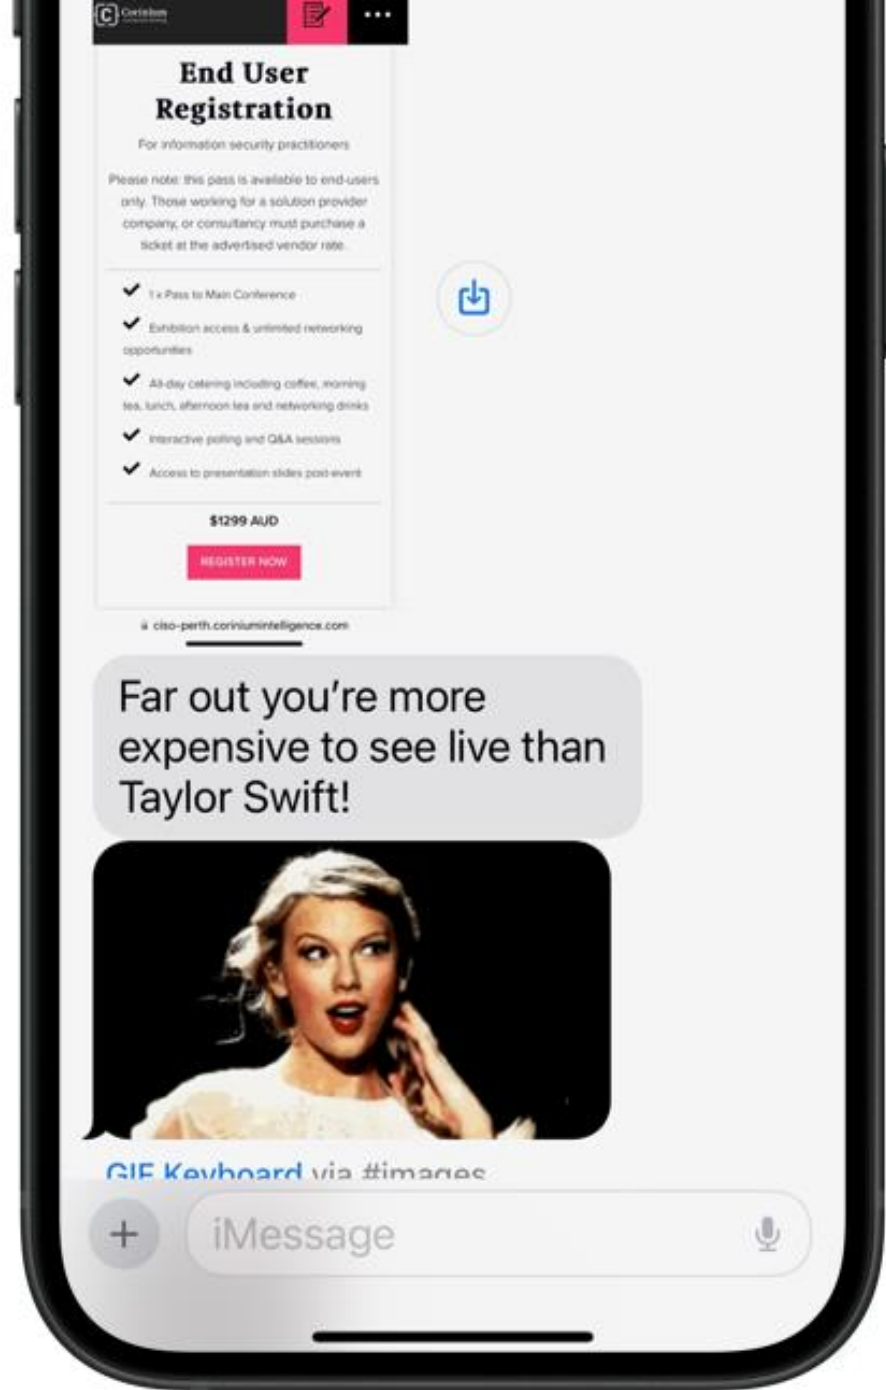 Corinium
End User
Registration
For information security practitioners
Please note: this pass is available to end-users
only. Those working for a solution provider
company, or consultancy must purchase a
ticket at the advertised vendor rate.
1 x Pass to Main Conference
Exhibition access & unlimited networking
opportunities
All-day catering including coffee, morning
tea, lunch, afternoon tea and networking drinks
Interactive polling and Q&A sessions
Access to presentation slides post-event
$1299 AUD
REGISTER NOW
ciso-perth.coriniumintelligence.com
Far out you're more
expensive to see live than
Taylor Swift!
GIF Keyboard via #images
iMessage